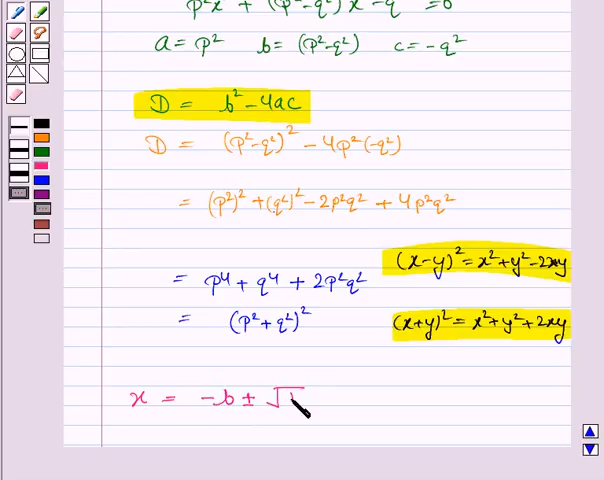 p²x² + (p²-q²)x - q² = 0
a = p² b = (p²-q²) c = -q²
D = b² - 4ac
D = (p²-q²)² - 4p²(-q²)
= (p²)² + (q²)² - 2p²q² + 4p²q²
(x-y)² = x² + y² - 2xy
= p⁴ + q⁴ + 2p²q²
= (p²+q²)²
(x+y)² = x² + y² + 2xy
x = -b ± √